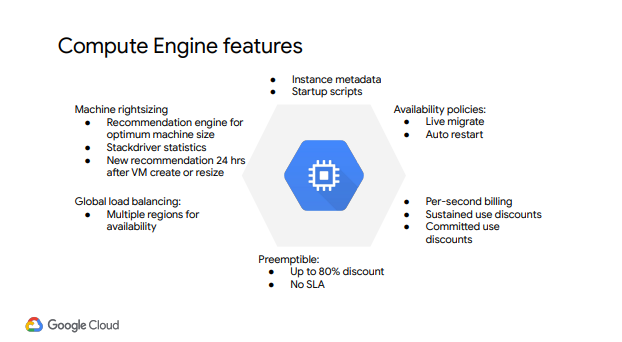 Compute Engine features
● Instance metadata
● Startup scripts
Machine rightsizing
● Recommendation engine for
optimum machine size
● Stackdriver statistics
● New recommendation 24 hrs
after VM create or resize
Availability policies:
● Live migrate
● Auto restart
Global load balancing:
● Multiple regions for
availability
● Per-second billing
● Sustained use discounts
● Committed use
discounts
Preemptible:
● Up to 80% discount
● No SLA
Google Cloud